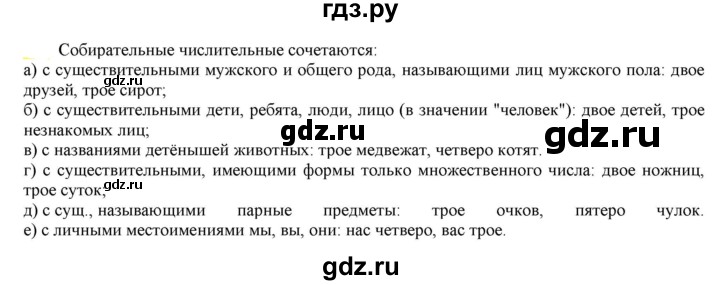 гдз.ру
Собирательные числительные сочетаются:
а) с существительными мужского и общего рода, называющими лиц мужского пола: двое
друзей, трое сирот;
б) с существительными дети, ребята, люди, лицо (в значении "человек"): двое детей, трое
незнакомых лиц;
gdz.ru gdz.ru
в) с названиями детёнышей животных: трое медвежат, четверо котят.
г) с существительными, имеющими формы только множественного числа: двое ножниц,
трое суток;
gdz.ru gdz.ru
д) с сущ., называющими парные предметы: трое очков, пятеро чулок.
е) с личными местоимениями мы, вы, они: нас четверо, вас трое.
gdz.ru